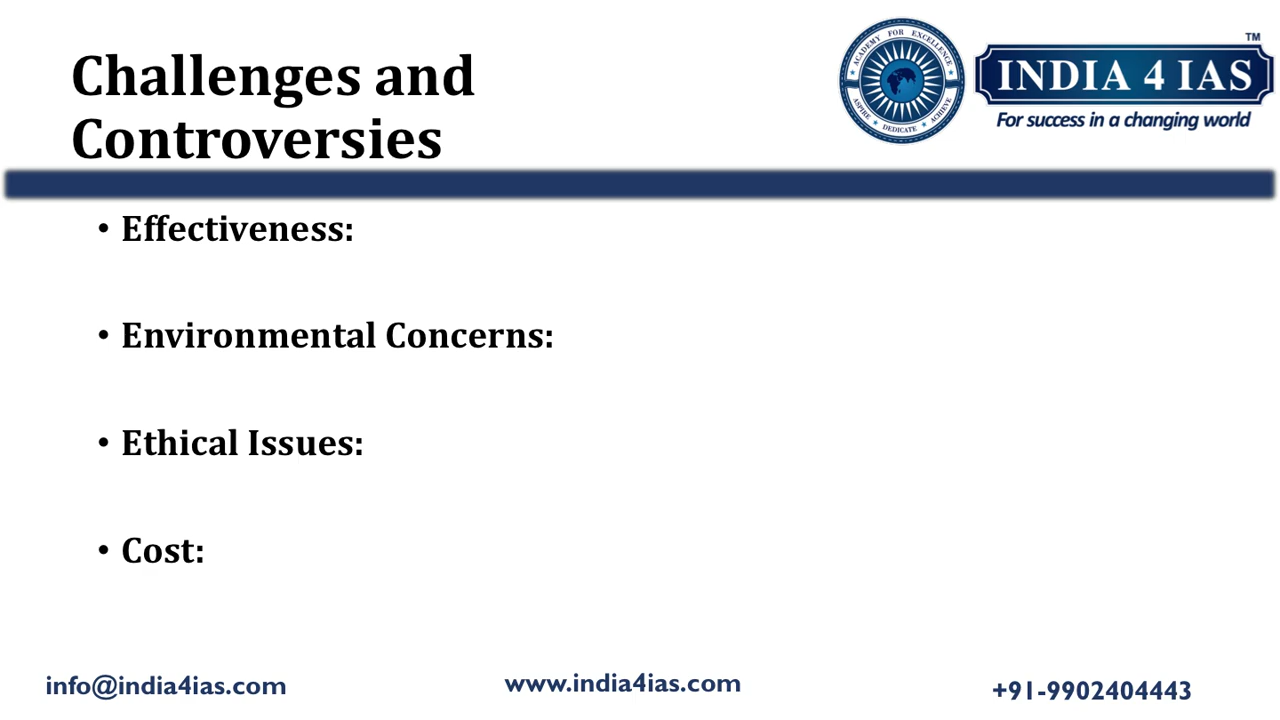 Challenges and
Controversies
ACADEMY FOR EXCELLENCE
ASPIRE DEDICATE ACHIEVE
TM
INDIA 4 IAS
For success in a changing world
• Effectiveness:
• Environmental Concerns:
• Ethical Issues:
• Cost:
info@india4ias.com
www.india4ias.com
+91-9902404443